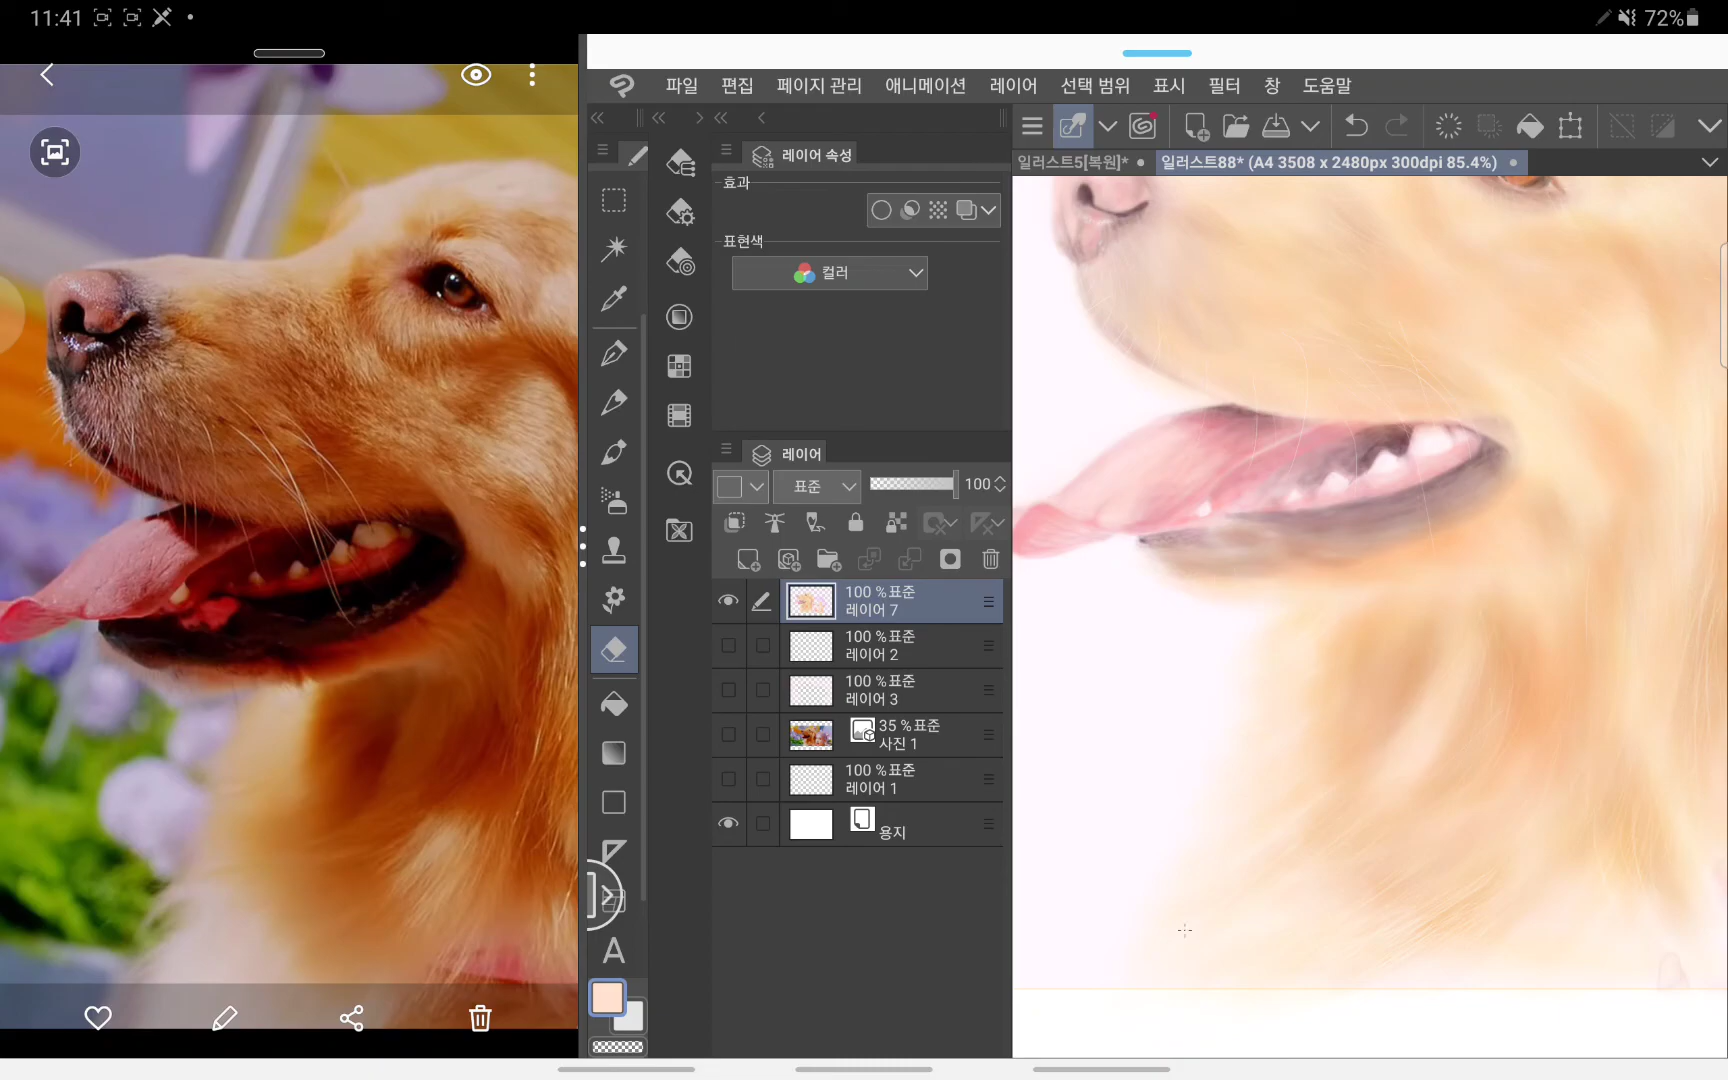 11:41
72%
파일 편집 페이지 관리 애니메이션 레이어 선택 범위 표시 필터 창 도움말
일러스트5[복원]* 일러스트88* (A4 3508 x 2480px 300dpi 85.4%)
레이어 속성
효과
표현색
컬러
레이어
표준 100
100 %표준
레이어 7
100 %표준
레이어 2
100 %표준
레이어 3
35 %표준
사진 1
100 %표준
레이어 1
용지
A